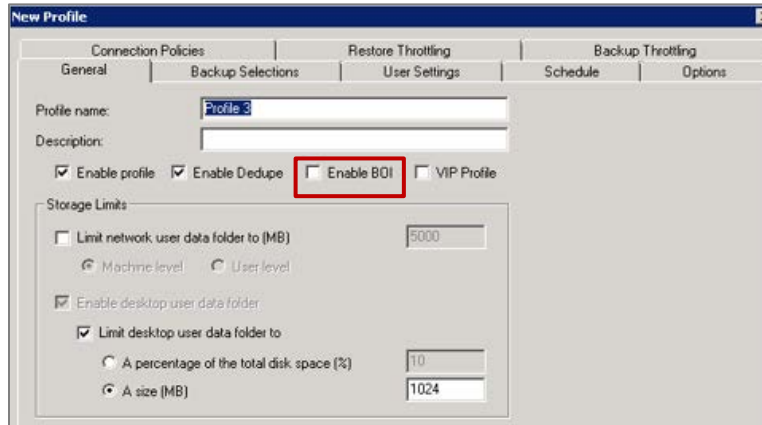 New Profile
Connection Policies Restore Throttling Backup Throttling
General Backup Selections User Settings Schedule Options
Profile name: Profile 3
Description:
Enable profile Enable Dedupe Enable BOI VIP Profile
Storage Limits
Limit network user data folder to (MB) 5000
Machine level User level
Enable desktop user data folder
Limit desktop user data folder to
A percentage of the total disk space (%) 10
A size (MB) 1024